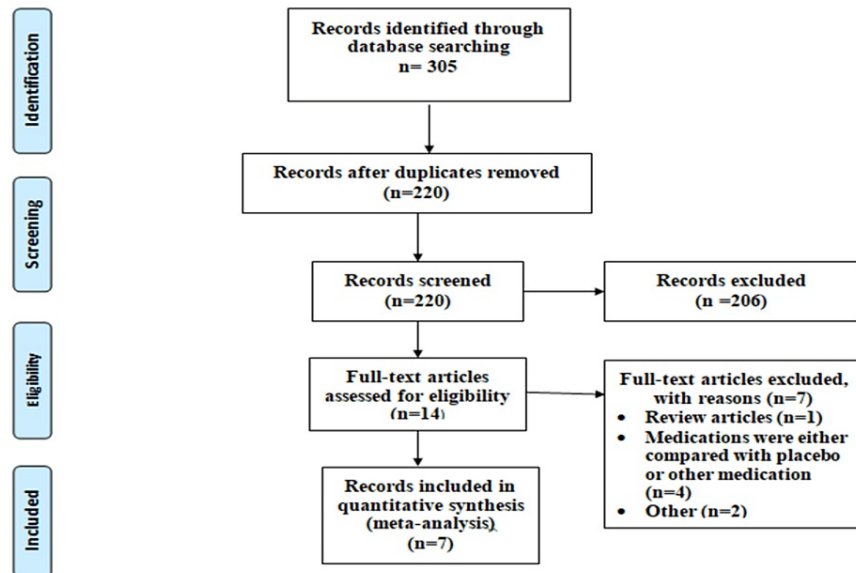 Identification
Records identified through
database searching
n= 305
Records after duplicates removed
(n=220)
Screening
Records screened
(n=220)
Records excluded
(n =206)
Eligibility
Full-text articles
assessed for eligibility
(n=14)
Full-text articles excluded,
with reasons (n=7)
• Review articles (n=1)
• Medications were either
compared with placebo
or other medication
(n=4)
• Other (n=2)
Included
Records included in
quantitative synthesis
(meta-analysis)
(n=7)